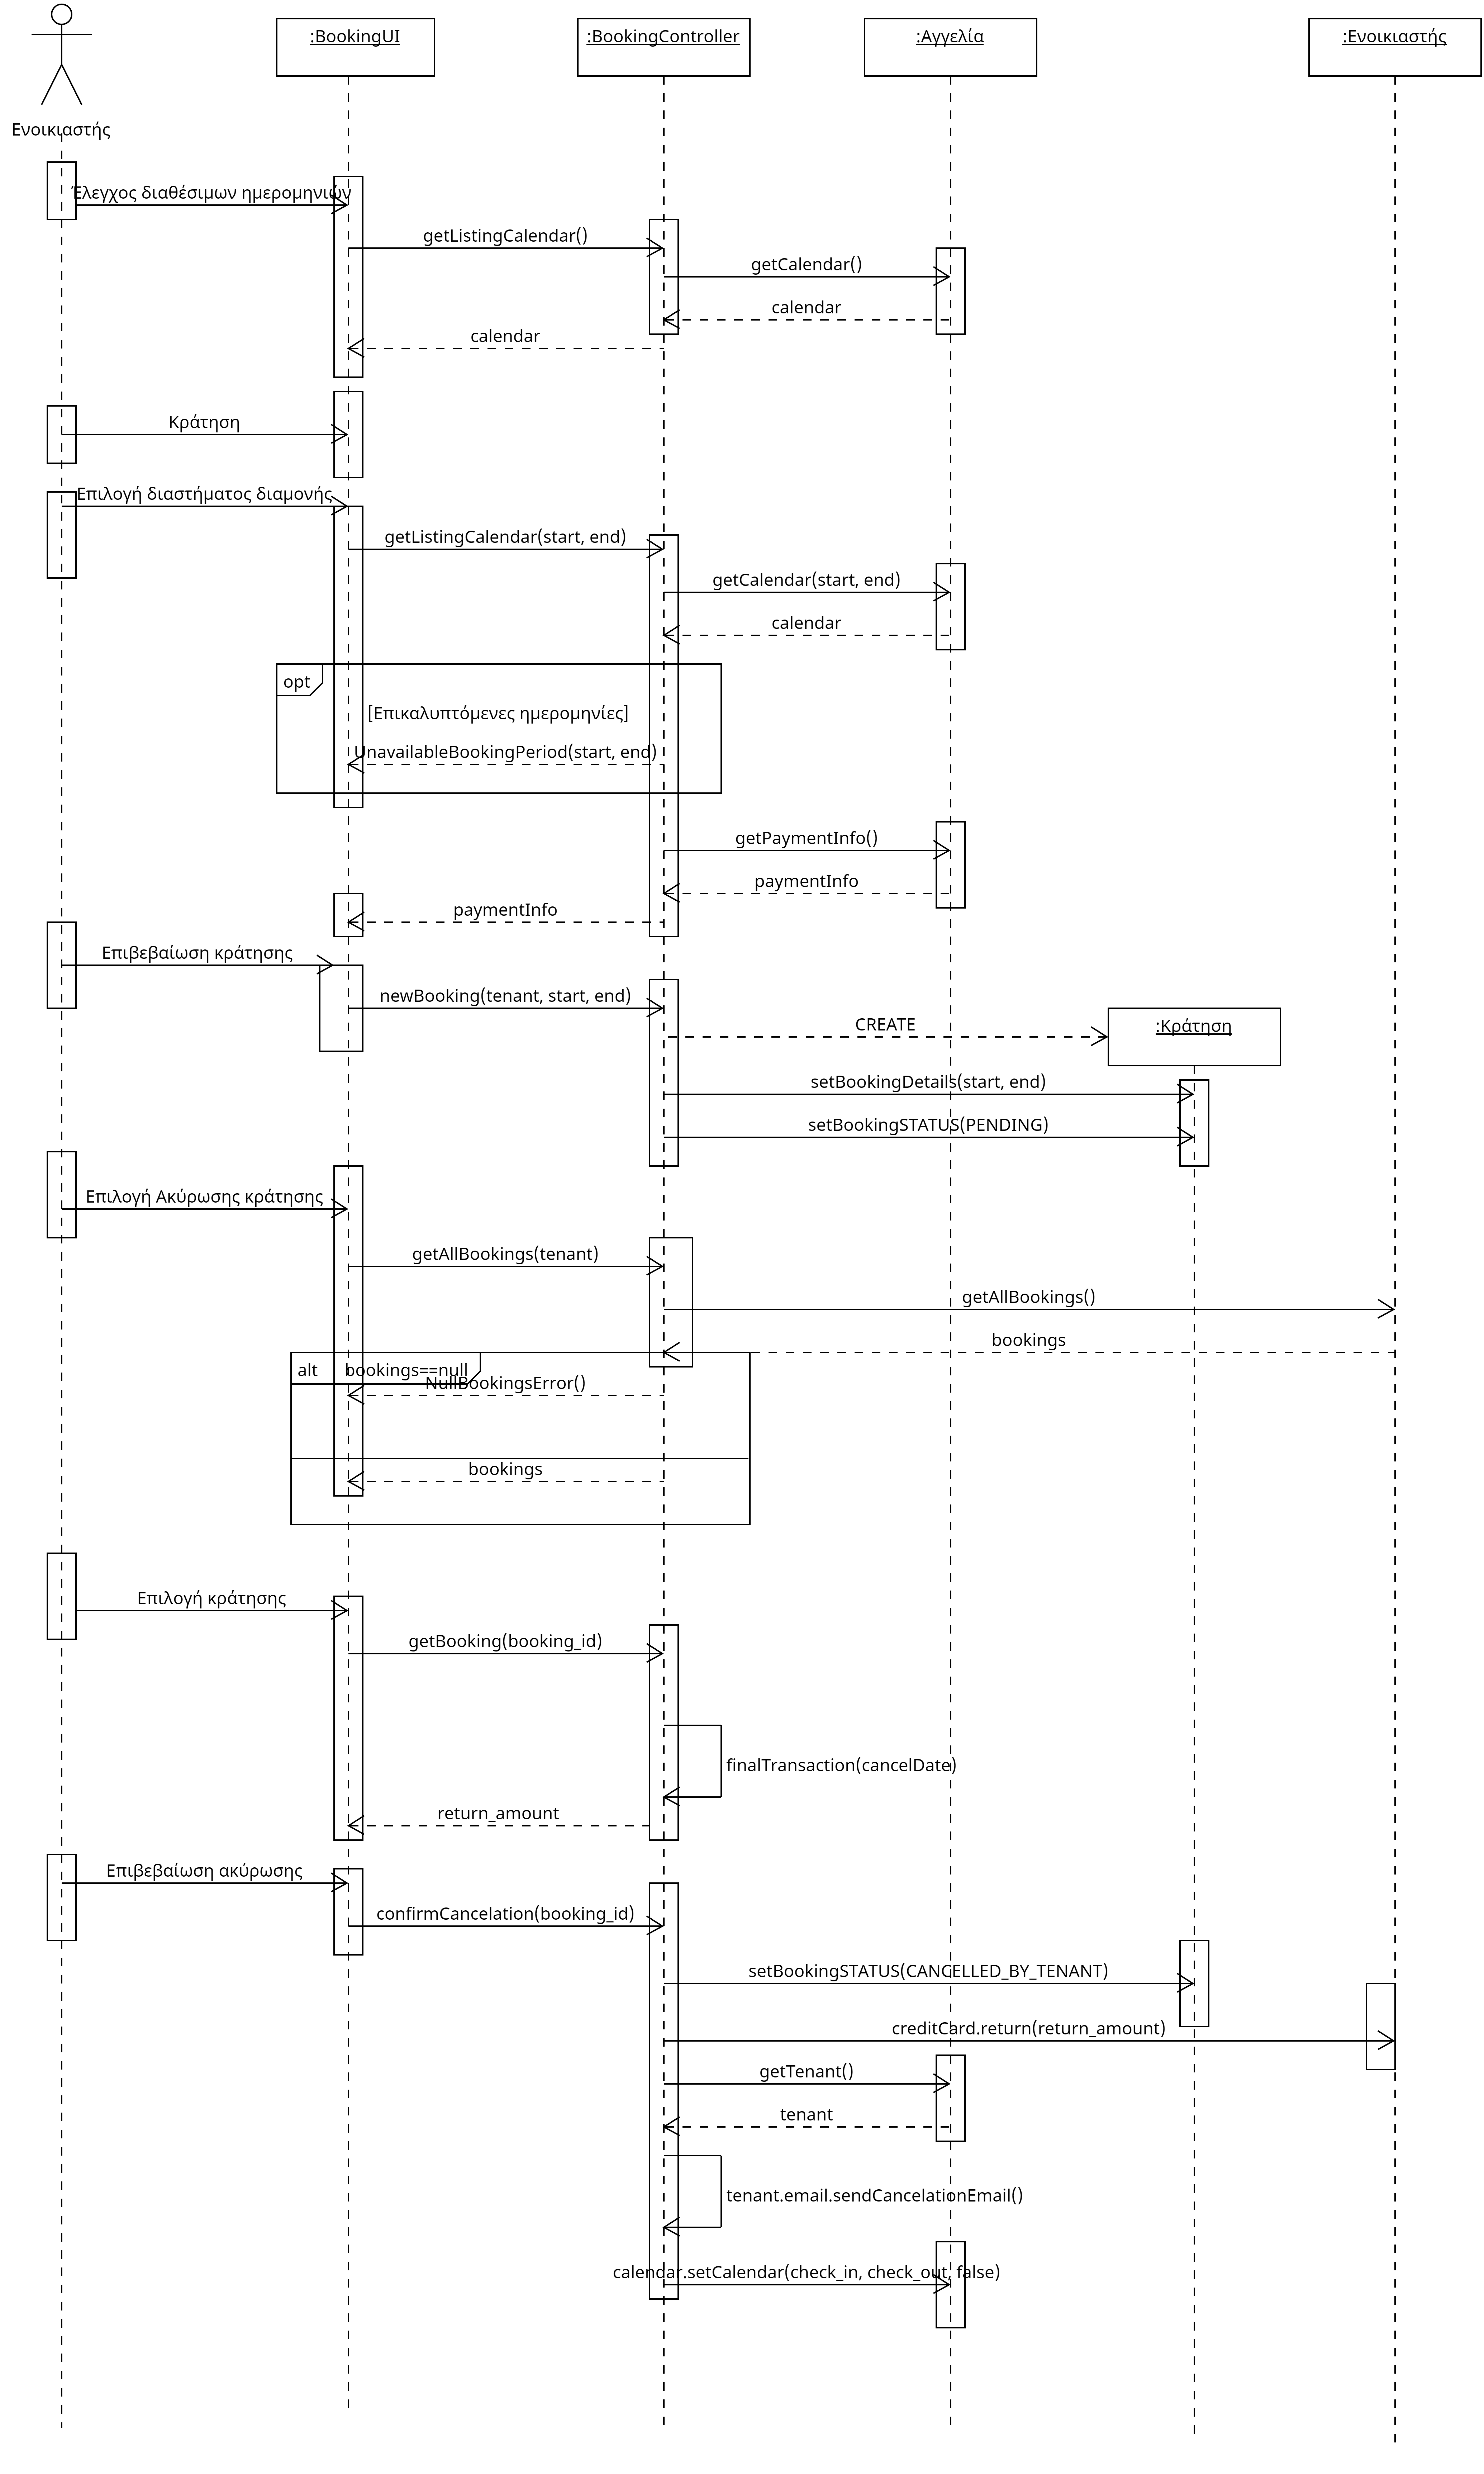 :BookingUI
:BookingController
:Αγγελία
:Ενοικιαστής
Ενοικιαστής
Έλεγχος διαθέσιμων ημερομηνιών
getListingCalendar()
getCalendar()
calendar
calendar
Κράτηση
Επιλογή διαστήματος διαμονής
getListingCalendar(start, end)
getCalendar(start, end)
calendar
opt
[Επικαλυπτόμενες ημερομηνίες]
UnavailableBookingPeriod(start, end)
getPaymentInfo()
paymentInfo
paymentInfo
Επιβεβαίωση κράτησης
newBooking(tenant, start, end)
CREATE
:Κράτηση
setBookingDetails(start, end)
setBookingSTATUS(PENDING)
Επιλογή Ακύρωσης κράτησης
getAllBookings(tenant)
getAllBookings()
bookings
alt bookings==null
NullBookingsError()
bookings
Επιλογή κράτησης
getBooking(booking_id)
finalTransaction(cancelDate)
return_amount
Επιβεβαίωση ακύρωσης
confirmCancelation(booking_id)
setBookingSTATUS(CANCELLED_BY_TENANT)
creditCard.return(return_amount)
getTenant()
tenant
tenant.email.sendCancelationEmail()
calendar.setCalendar(check_in, check_out, false)